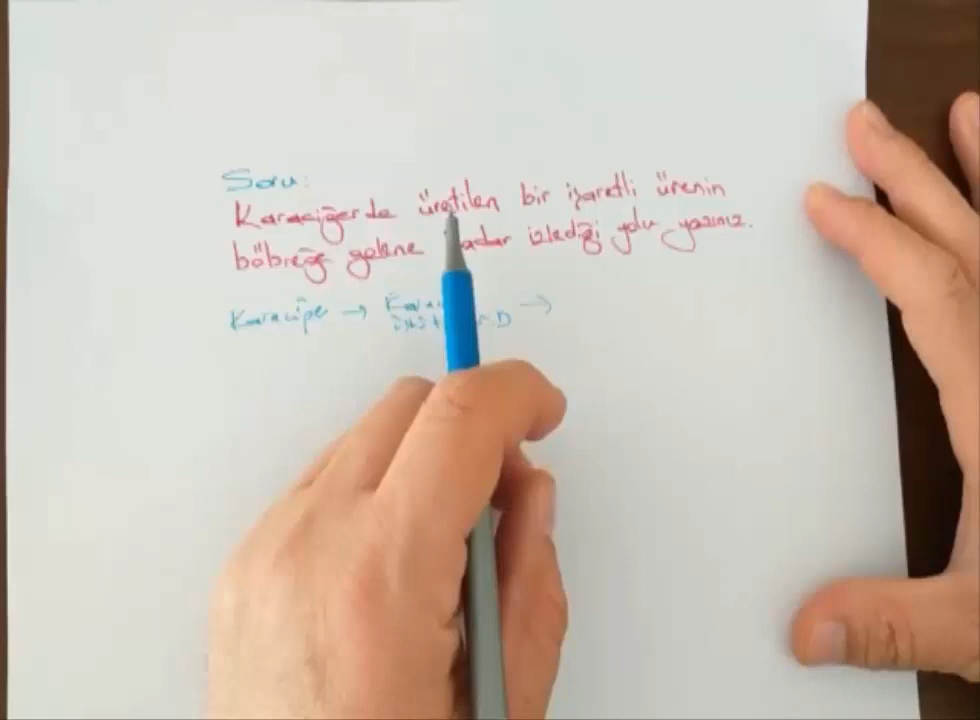 Soru:
Karaciğerde üretilen bir işaretli ürenin
böbreğe gelene kadar izlediği yolu yazınız.
Karaciğer →
→